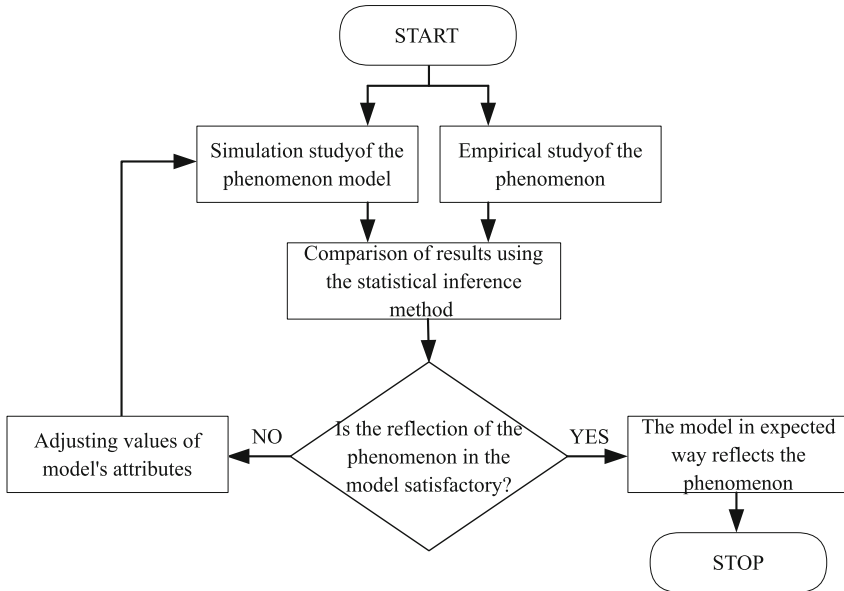 START
Simulation studyof the
phenomenon model
Empirical studyof the
phenomenon
Comparison of results using
the statistical inference
method
Is the reflection of the
phenomenon in the
model satisfactory?
NO
YES
Adjusting values of
model's attributes
The model in expected
way reflects the
phenomenon
STOP